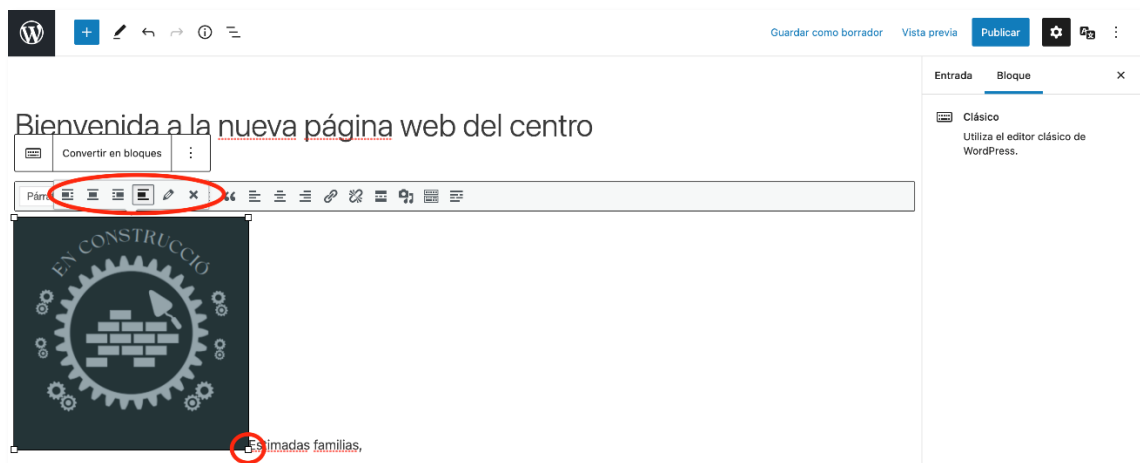 Guardar como borrador Vista previa Publicar
Entrada Bloque
Bienvenida a la nueva página web del centro
Clásico
Utiliza el editor clásico de
WordPress.
Convertir en bloques
Párra
EN CONSTRUCCIÓ
Estimadas familias,